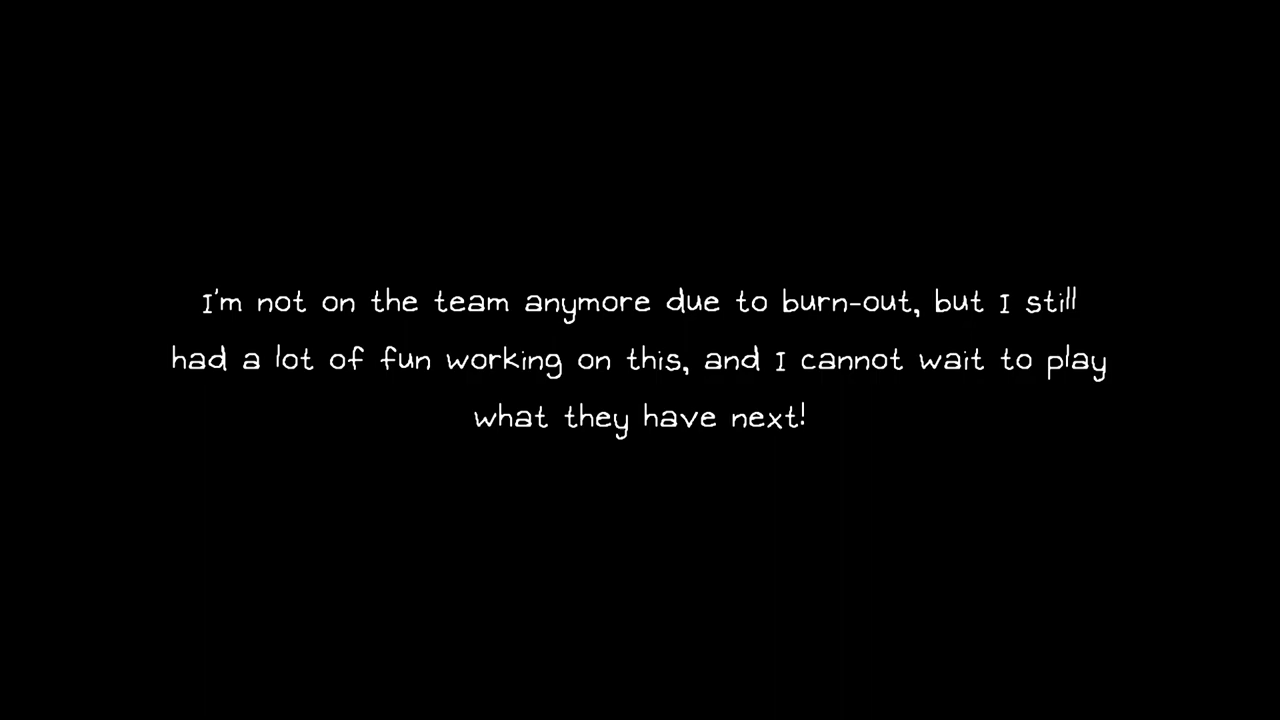 I'm not on the team anymore due to burn-out, but I still
had a lot of fun working on this, and I cannot wait to play
what they have next!